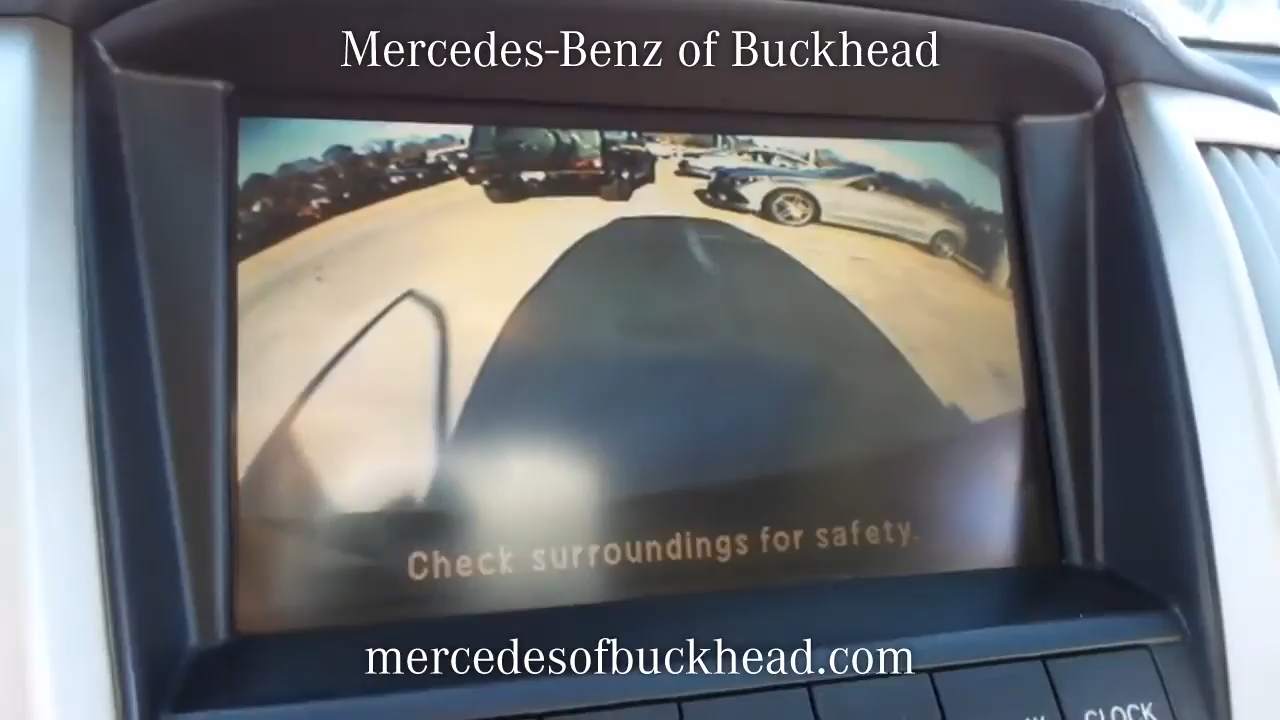 Mercedes-Benz of Buckhead
Check surroundings for safety.
mercedesofbuckhead.com
CLOCK